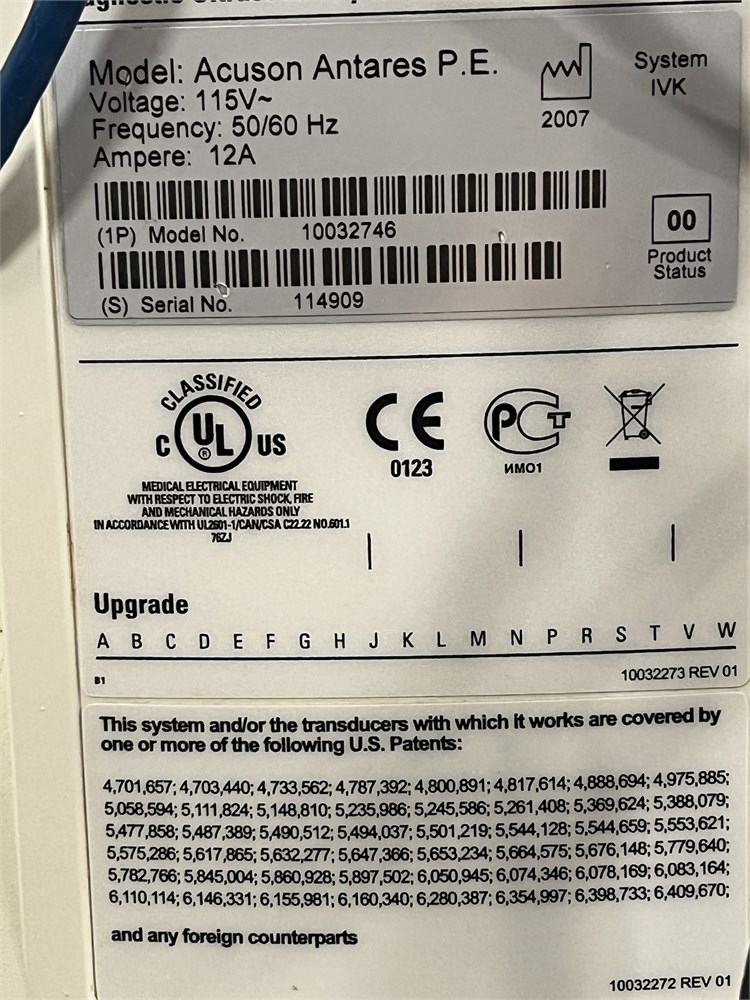 Model: Acuson Antares P.E.
Voltage: 115V~
Frequency: 50/60 Hz
Ampere: 12A
2007
System
IVK
(1P) Model No. 10032746
(S) Serial No. 114909
00
Product
Status
CLASSIFIED
C UL US
®
MEDICAL ELECTRICAL EQUIPMENT
WITH RESPECT TO ELECTRIC SHOCK, FIRE
AND MECHANICAL HAZARDS ONLY
IN ACCORDANCE WITH UL2601-1/CAN/CSA C22.22 NO.601.1
76ZJ
CE
0123
РСТ
ИМО1
Upgrade
A B C D E F G H J K L M N P R S T V W
B1
10032273 REV 01
This system and/or the transducers with which it works are covered by
one or more of the following U.S. Patents:
4,701,657; 4,703,440; 4,733,562; 4,787,392; 4,800,891; 4,817,614; 4,888,694; 4,975,885;
5,058,594; 5,111,824; 5,148,810; 5,235,986; 5,245,586; 5,261,408; 5,369,624; 5,388,079;
5,477,858; 5,487,389; 5,490,512; 5,494,037; 5,501,219; 5,544,128; 5,544,659; 5,553,621;
5,575,286; 5,617,865; 5,632,277; 5,647,366; 5,653,234; 5,664,575; 5,676,148; 5,779,640;
5,782,766; 5,845,004; 5,860,928; 5,897,502; 6,050,945; 6,074,346; 6,078,169; 6,083,164;
6,110,114; 6,146,331; 6,155,981; 6,160,340; 6,280,387; 6,354,997; 6,398,733; 6,409,670;
and any foreign counterparts
10032272 REV 01